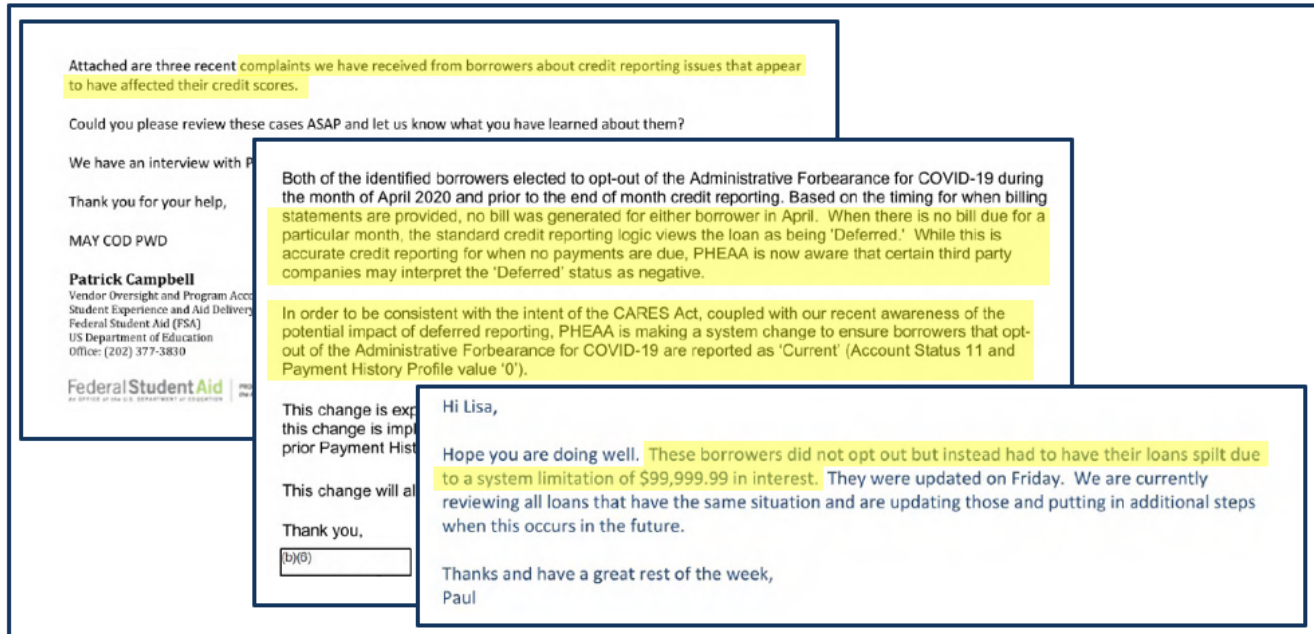 Attached are three recent complaints we have received from borrowers about credit reporting issues that appear
to have affected their credit scores.
Could you please review these cases ASAP and let us know what you have learned about them?
We have an interview with P
Thank you for your help,
MAY COD PWD
Patrick Campbell
Vendor Oversight and Program Acco
Student Experience and Aid Delivery
Federal Student Aid (FSA)
US Department of Education
Office: (202) 377-3830
Federal Student Aid
Both of the identified borrowers elected to opt-out of the Administrative Forbearance for COVID-19 during
the month of April 2020 and prior to the end of month credit reporting. Based on the timing for when billing
statements are provided, no bill was generated for either borrower in April. When there is no bill due for a
particular month, the standard credit reporting logic views the loan as being 'Deferred.' While this is
accurate credit reporting for when no payments are due, PHEAA is now aware that certain third party
companies may interpret the 'Deferred' status as negative.
In order to be consistent with the intent of the CARES Act, coupled with our recent awareness of the
potential impact of deferred reporting, PHEAA is making a system change to ensure borrowers that opt-
out of the Administrative Forbearance for COVID-19 are reported as 'Current' (Account Status 11 and
Payment History Profile value '0').
This change is exp
this change is impl
prior Payment Hist
This change will al
Thank you,
(b)(6)
Hi Lisa,
Hope you are doing well. These borrowers did not opt out but instead had to have their loans spilt due
to a system limitation of $99,999.99 in interest. They were updated on Friday. We are currently
reviewing all loans that have the same situation and are updating those and putting in additional steps
when this occurs in the future.
Thanks and have a great rest of the week,
Paul